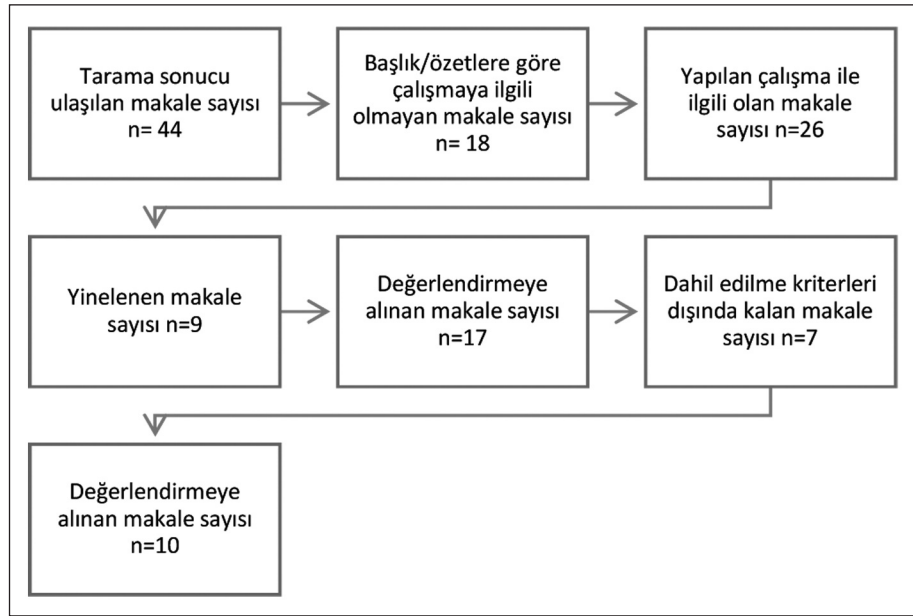 Tarama sonucu
ulaşılan makale sayısı
n= 44
Başlık/özetlere göre
çalışmaya ilgili
olmayan makale sayısı
n= 18
Yapılan çalışma ile
ilgili olan makale
sayısı n=26
Yinelenen makale
sayısı n=9
Değerlendirmeye
alınan makale sayısı
n=17
Dahil edilme kriterleri
dışında kalan makale
sayısı n=7
Değerlendirmeye
alınan makale sayısı
n=10